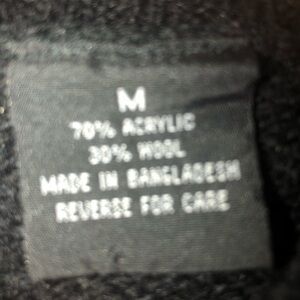 M
70% ACRYLIC
30% WOOL
MADE IN BANGLADESH
REVERSE FOR CARE